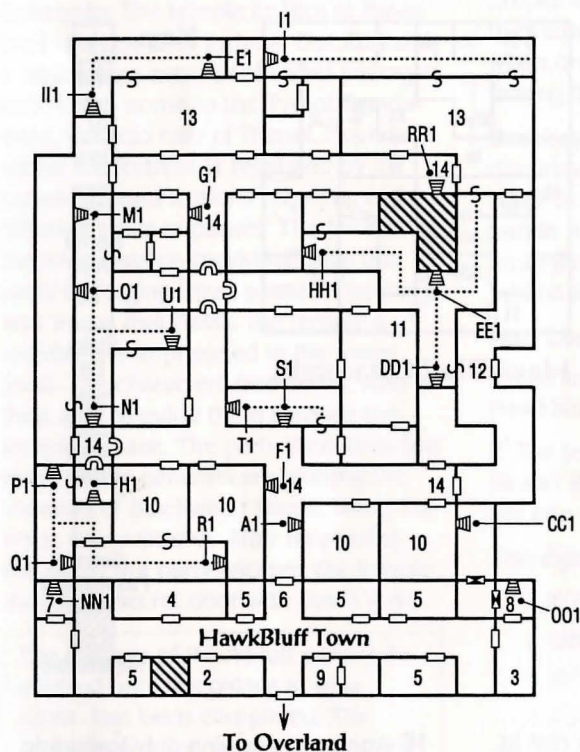 I1
E1
II1
S S S S
13 13
RR1
14
G1
M1
14
S
S
HH1
O1
U1
EE1
11
S
S1
DD1
S 12
N1
S
T1
14
F1
P1
S
H1
14
14
10 10
A1
CC1
R1
10 10
S
Q1
7
NN1
4 5 6 5 5 8
OO1
HawkBluff Town
5 2 9 5 3
To Overland